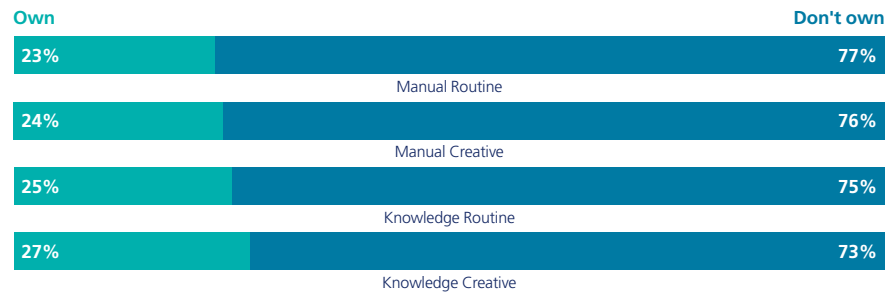 Own Don't own
23% 77%
Manual Routine
24% 76%
Manual Creative
25% 75%
Knowledge Routine
27% 73%
Knowledge Creative